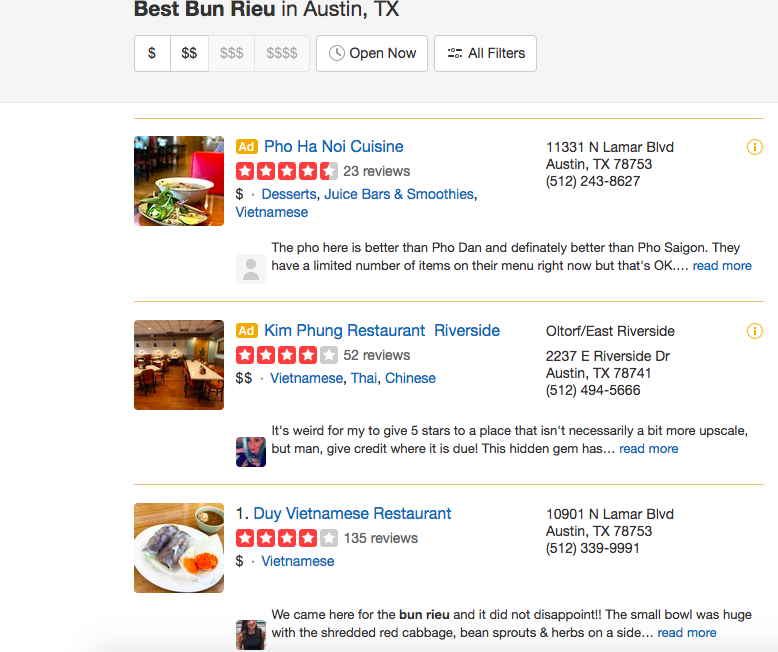 Best Bun Rieu in Austin, TX
$ $$ $$$ $$$$ Open Now All Filters
Ad Pho Ha Noi Cuisine
23 reviews
$ · Desserts, Juice Bars & Smoothies,
Vietnamese
11331 N Lamar Blvd
Austin, TX 78753
(512) 243-8627
The pho here is better than Pho Dan and definately better than Pho Saigon. They
have a limited number of items on their menu right now but that's OK.... read more
Ad Kim Phung Restaurant Riverside
52 reviews
$$ · Vietnamese, Thai, Chinese
Oltorf/East Riverside
2237 E Riverside Dr
Austin, TX 78741
(512) 494-5666
It's weird for my to give 5 stars to a place that isn't necessarily a bit more upscale,
but man, give credit where it is due! This hidden gem has... read more
1. Duy Vietnamese Restaurant
135 reviews
$ · Vietnamese
10901 N Lamar Blvd
Austin, TX 78753
(512) 339-9991
We came here for the bun rieu and it did not disappoint!! The small bowl was huge
with the shredded red cabbage, bean sprouts & herbs on a side... read more